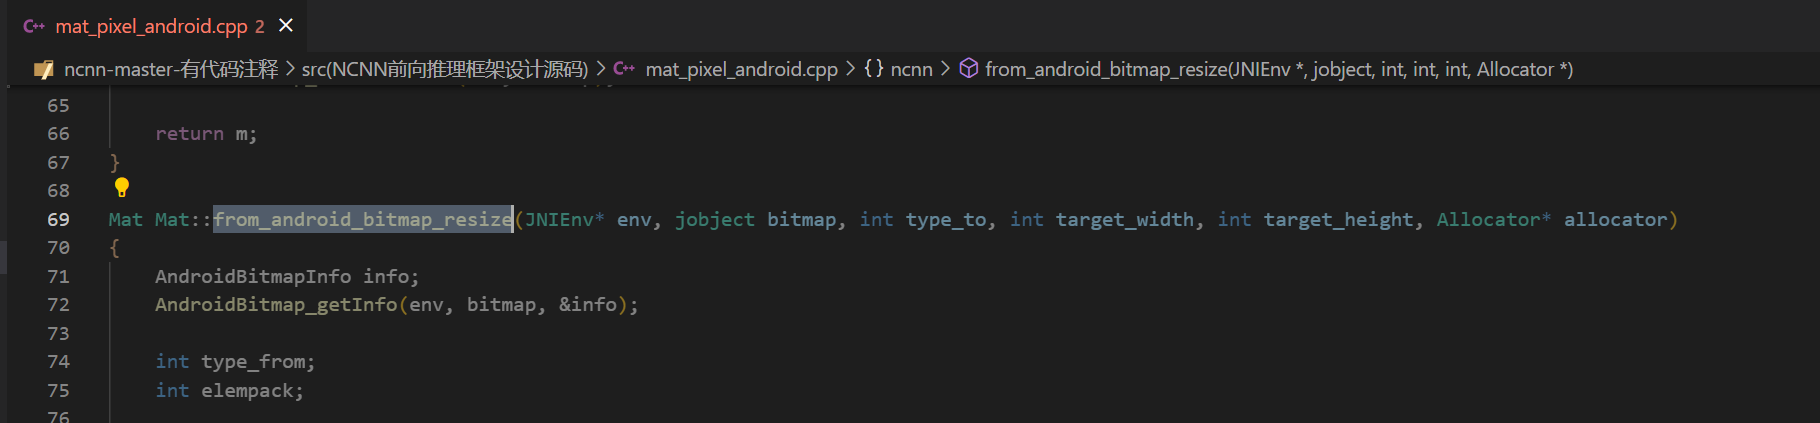 mat_pixel_android.cpp 2
ncnn-master-有代码注释 > src(NCNN前向推理框架设计源码) > mat_pixel_android.cpp > {} ncnn > from_android_bitmap_resize(JNIEnv *, jobject, int, int, int, Allocator *)
65
66 return m;
67 }
68
69 Mat Mat::from_android_bitmap_resize(JNIEnv* env, jobject bitmap, int type_to, int target_width, int target_height, Allocator* allocator)
70 {
71 AndroidBitmapInfo info;
72 AndroidBitmap_getInfo(env, bitmap, &info);
73
74 int type_from;
75 int elempack;
76